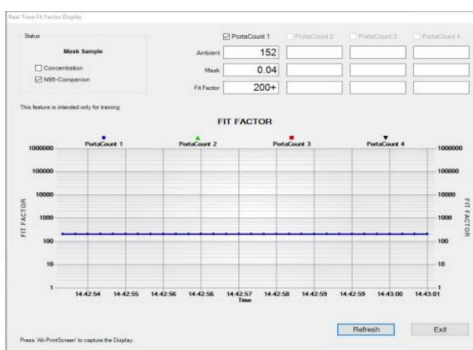 Real Time Fit Factor Display
Status
Mask Sample
Concentration
N95-Companion
PortaCount 1 PortaCount 2 PortaCount 3 PortaCount 4
Ambient 152
Mask 0.04
Fit Factor 200+
This feature is intended only for training
FIT FACTOR
PortaCount 1 PortaCount 2 PortaCount 3 PortaCount 4
1000000 1000000
100000 100000
10000 10000
1000 1000
100 100
10 10
1 1
FIT FACTOR FIT FACTOR
14:42:54 14:42:55 14:42:56 14:42:56 14:42:57 14:42:58 14:42:59 14:42:59 14:43:00 14:43:01
Time
Refresh Exit
Press 'Alt-PrintScreen' to capture the Display.